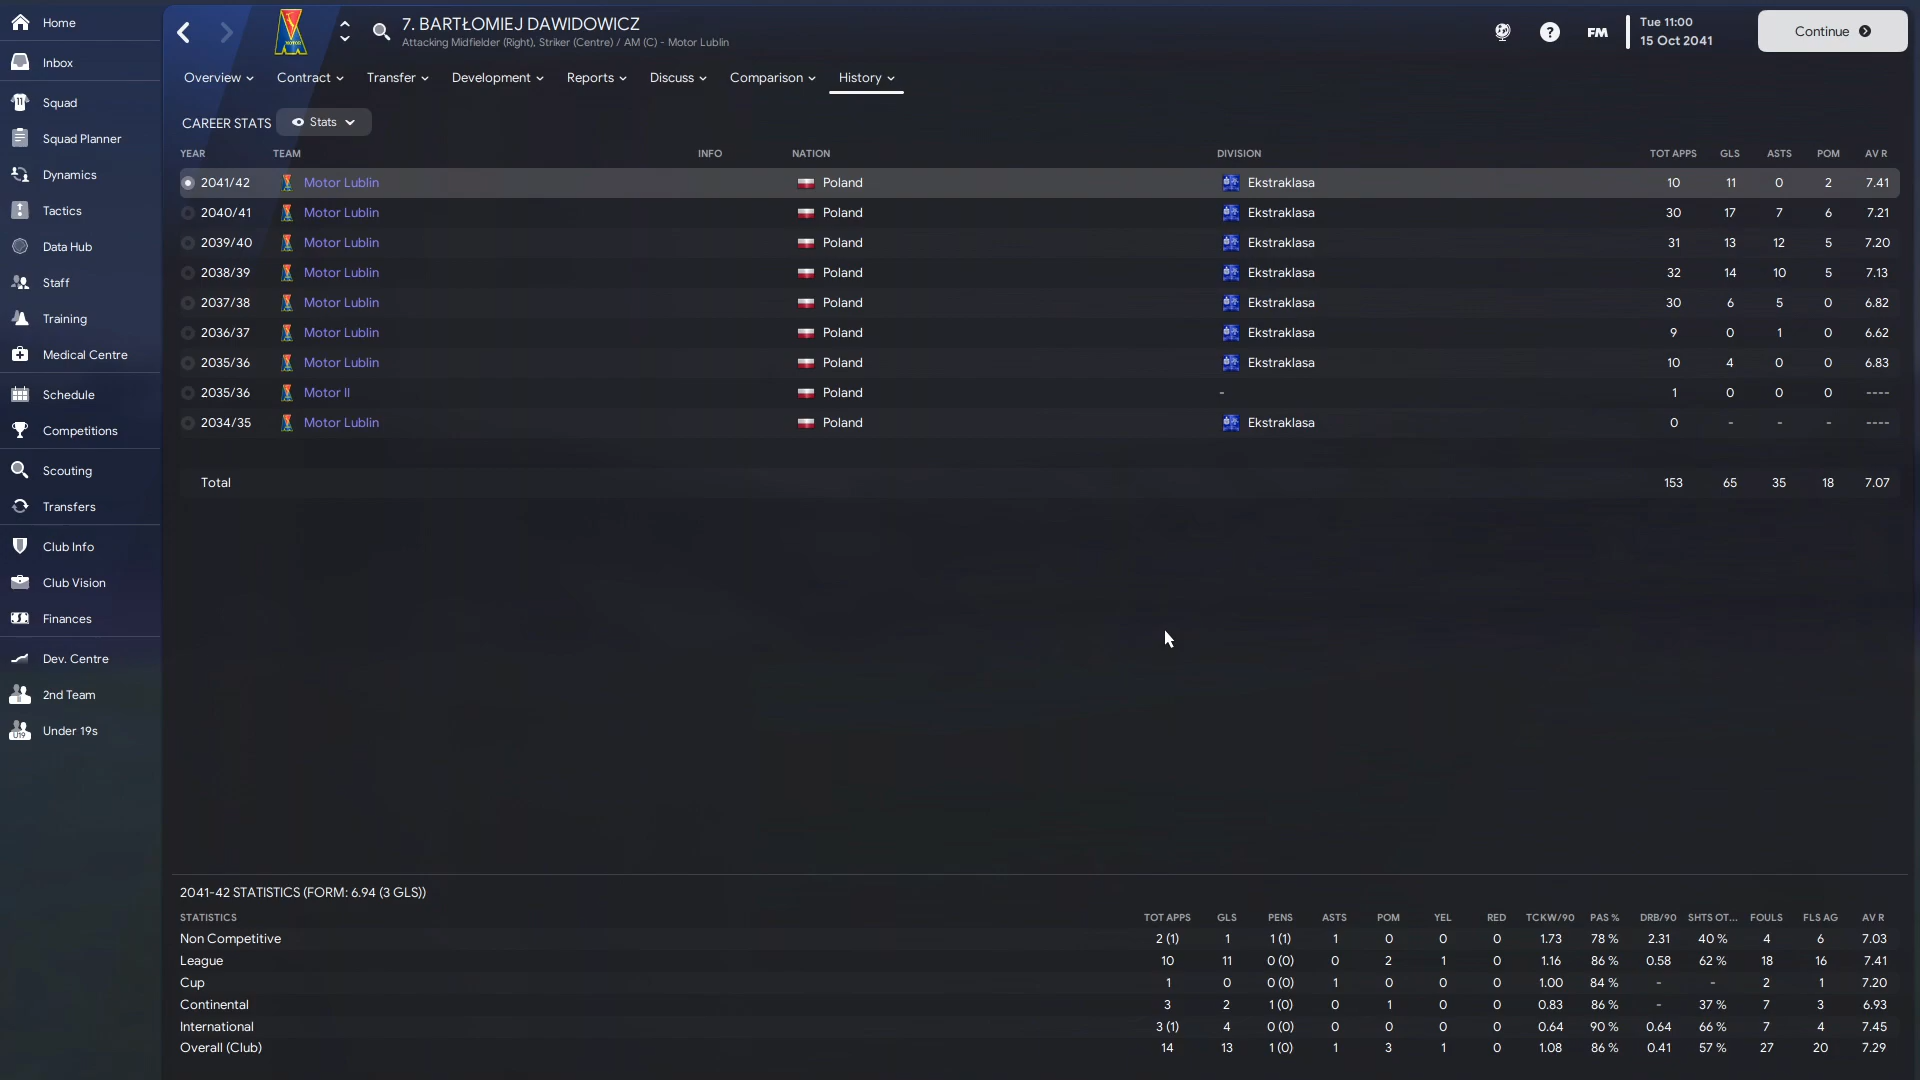 Home
Inbox
Squad
Squad Planner
Dynamics
Tactics
Data Hub
Staff
Training
Medical Centre
Schedule
Competitions
Scouting
Transfers
Club Info
Club Vision
Finances
Dev. Centre
2nd Team
Under 19s
7. BARTŁOMIEJ DAWIDOWICZ
Attacking Midfielder (Right), Striker (Centre) / AM (C) - Motor Lublin
FM
Tue 11:00
15 Oct 2041
Continue
Overview Contract Transfer Development Reports Discuss Comparison History
CAREER STATS Stats
YEAR TEAM INFO NATION DIVISION TOT APPS GLS ASTS POM AV R
2041/42 Motor Lublin Poland Ekstraklasa 10 11 0 2 7.41
2040/41 Motor Lublin Poland Ekstraklasa 30 17 7 6 7.21
2039/40 Motor Lublin Poland Ekstraklasa 31 13 12 5 7.20
2038/39 Motor Lublin Poland Ekstraklasa 32 14 10 5 7.13
2037/38 Motor Lublin Poland Ekstraklasa 30 6 5 0 6.82
2036/37 Motor Lublin Poland Ekstraklasa 9 0 1 0 6.62
2035/36 Motor Lublin Poland Ekstraklasa 10 4 0 0 6.83
2035/36 Motor II Poland - 1 0 0 0 ----
2034/35 Motor Lublin Poland Ekstraklasa 0 - - - ----
Total 153 65 35 18 7.07
2041-42 STATISTICS (FORM: 6.94 (3 GLS))
STATISTICS TOT APPS GLS PENS ASTS POM YEL RED TCKW/90 PAS % DRB/90 SHTS OT... FOULS FLS AG AV R
Non Competitive 2 (1) 1 1 (1) 1 0 0 0 1.73 78 % 2.31 40 % 4 6 7.03
League 10 11 0 (0) 0 2 1 0 1.16 86 % 0.58 62 % 18 16 7.41
Cup 1 0 0 (0) 1 0 0 0 1.00 84 % - - 2 1 7.20
Continental 3 2 1 (0) 0 1 0 0 0.83 86 % - 37 % 7 3 6.93
International 3 (1) 4 0 (0) 0 0 0 0 0.64 90 % 0.64 66 % 7 4 7.45
Overall (Club) 14 13 1 (0) 1 3 1 0 1.08 86 % 0.41 57 % 27 20 7.29